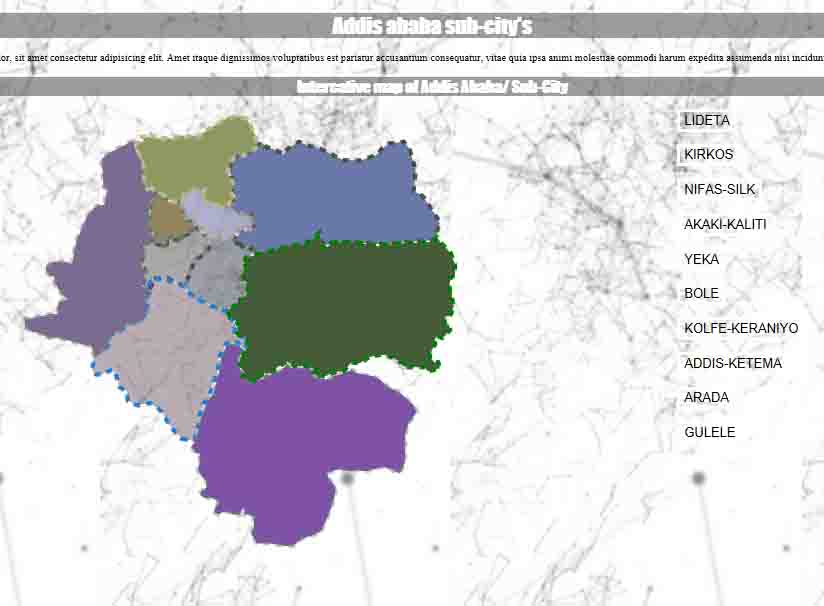 Addis ababa sub-city's
or, sit amet consectetur adipisicing elit. Amet itaque dignissimos voluptatibus est pariatur accusantium consequatur, vitae quia ipsa animi molestiae commodi harum expedita assumenda nisi incidunt
Intercative map of Addis Ababa/ Sub-City
LIDETA
KIRKOS
NIFAS-SILK
AKAKI-KALITI
YEKA
BOLE
KOLFE-KERANIYO
ADDIS-KETEMA
ARADA
GULELE